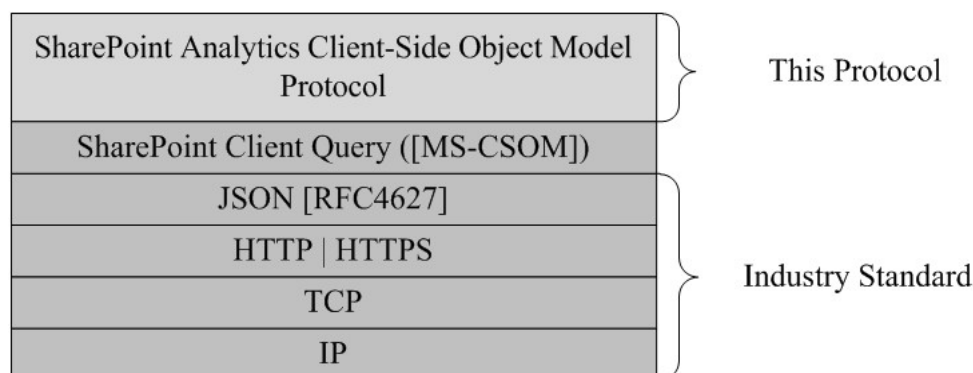 SharePoint Analytics Client-Side Object Model
Protocol
This Protocol
SharePoint Client Query ([MS-CSOM])
JSON [RFC4627]
HTTP | HTTPS
TCP
IP
Industry Standard